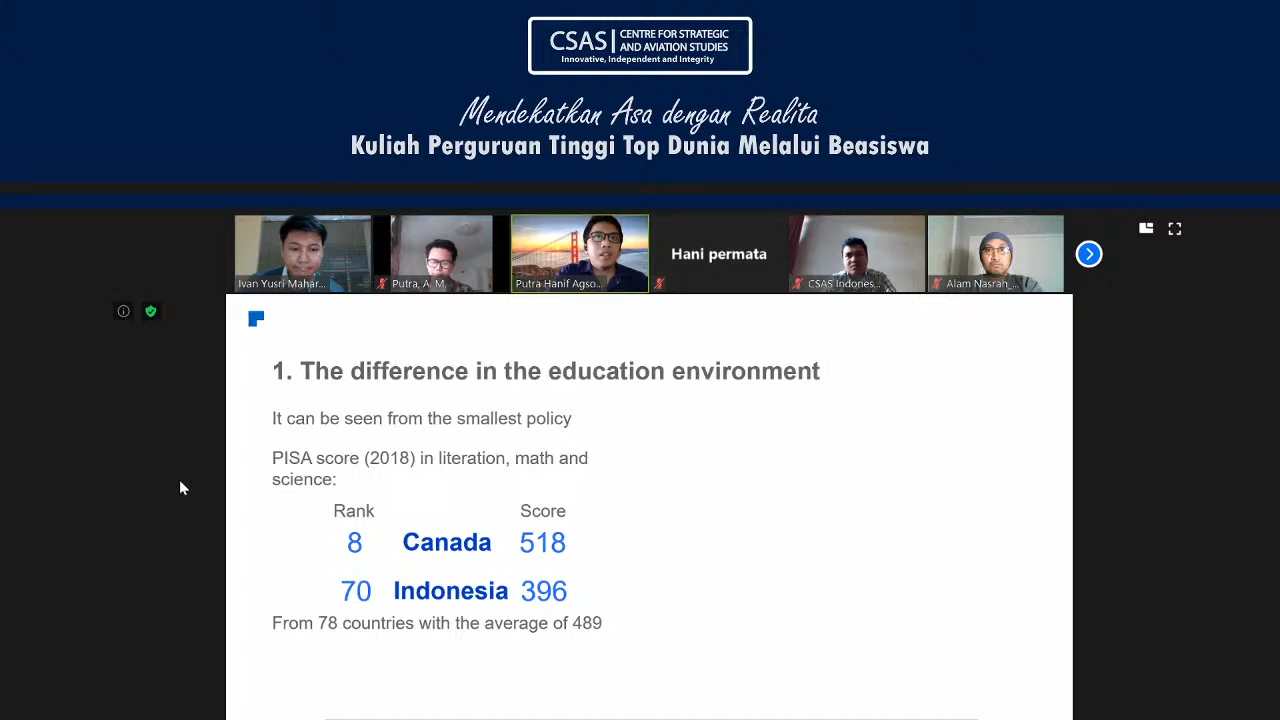 CSAS
CENTRE FOR STRATEGIC
AND AVIATION STUDIES
Innovative, Independent and Integrity
Mendekatkan Asa dengan Realita
Kuliah Perguruan Tinggi Top Dunia Melalui Beasiswa
Ivan Yusri Mahar...
Putra, A. M.
Putra Hanif Agso...
Hani permata
CSAS Indones...
Alam Nasrah_...
1. The difference in the education environment
It can be seen from the smallest policy
PISA score (2018) in literation, math and
science:
Rank Score
8 Canada 518
70 Indonesia 396
From 78 countries with the average of 489